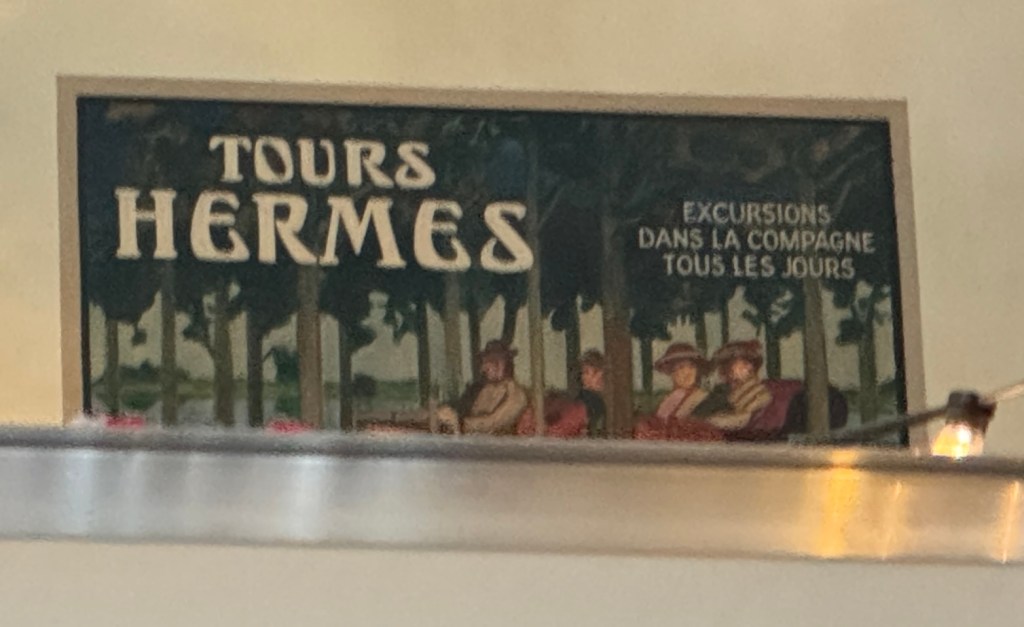 TOURS
HERMES
EXCURSIONS
DANS LA COMPAGNE
TOUS LES JOURS